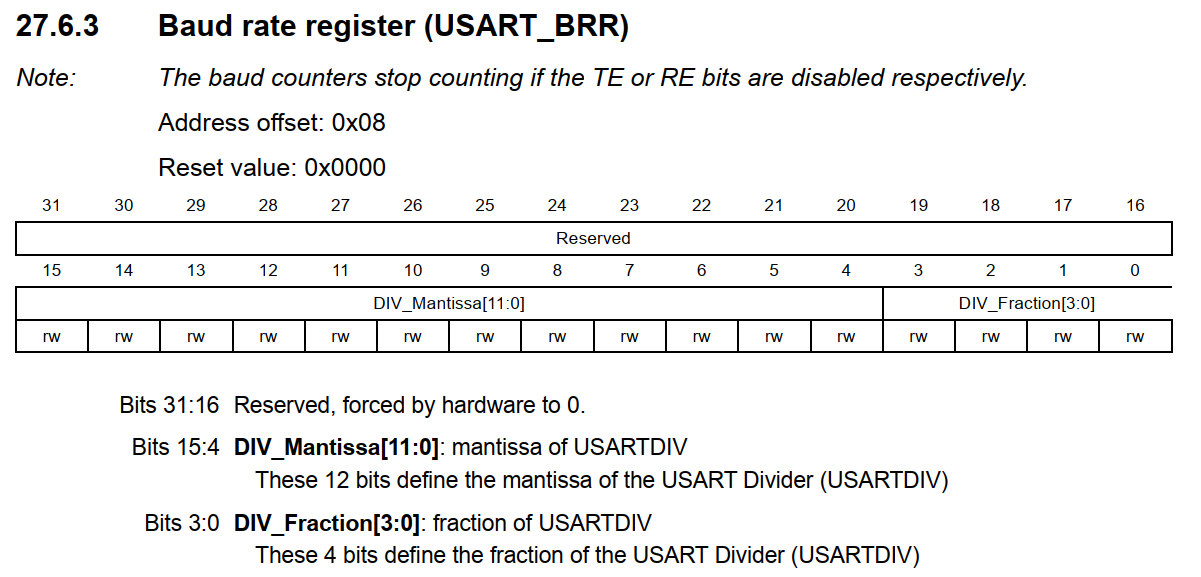 27.6.3 Baud rate register (USART_BRR)
Note: The baud counters stop counting if the TE or RE bits are disabled respectively.
Address offset: 0x08
Reset value: 0x0000
31 30 29 28 27 26 25 24 23 22 21 20 19 18 17 16
Reserved
15 14 13 12 11 10 9 8 7 6 5 4 3 2 1 0
DIV_Mantissa[11:0] DIV_Fraction[3:0]
rw rw rw rw rw rw rw rw rw rw rw rw rw rw rw rw
Bits 31:16 Reserved, forced by hardware to 0.
Bits 15:4 DIV_Mantissa[11:0]: mantissa of USARTDIV
These 12 bits define the mantissa of the USART Divider (USARTDIV)
Bits 3:0 DIV_Fraction[3:0]: fraction of USARTDIV
These 4 bits define the fraction of the USART Divider (USARTDIV)